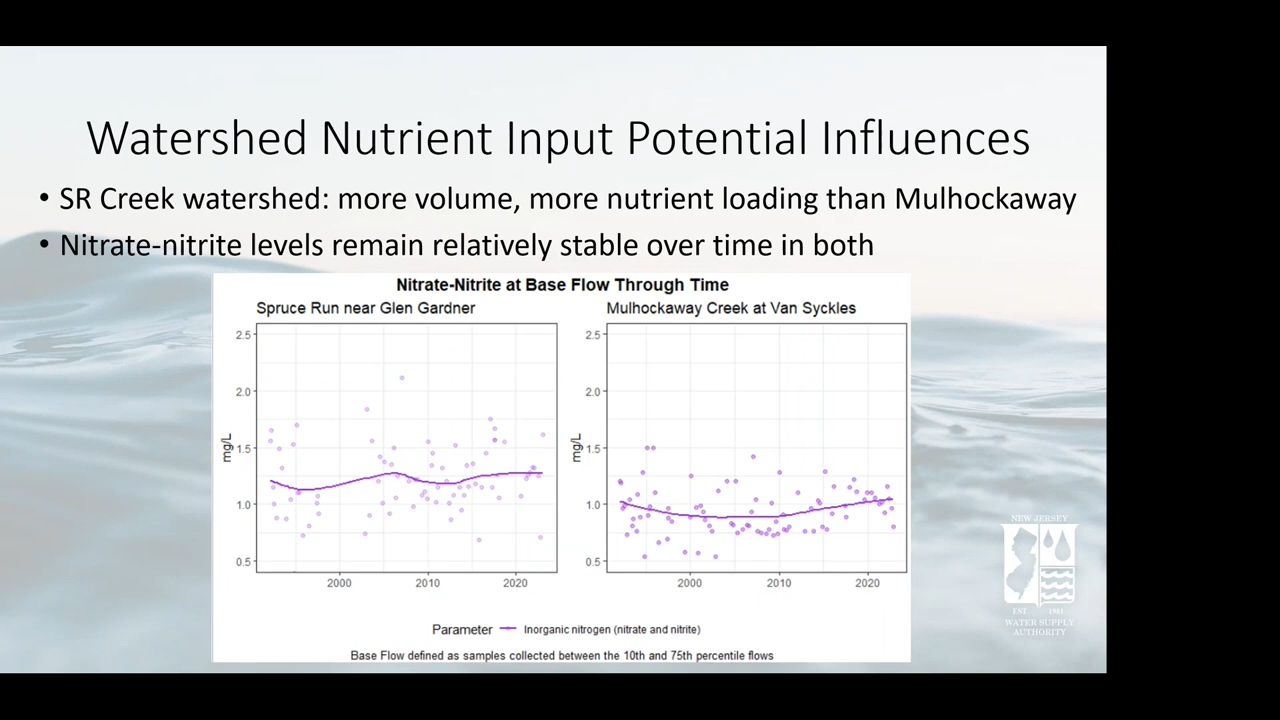 Watershed Nutrient Input Potential Influences
• SR Creek watershed: more volume, more nutrient loading than Mulhockaway
• Nitrate-nitrite levels remain relatively stable over time in both
Nitrate-Nitrite at Base Flow Through Time
Spruce Run near Glen Gardner
2.5
2.0
1.5
1.0
0.5
mg/L
2000 2010 2020
Mulhockaway Creek at Van Syckles
2.5
2.0
1.5
1.0
0.5
mg/L
2000 2010 2020
Parameter Inorganic nitrogen (nitrate and nitrite)
Base Flow defined as samples collected between the 10th and 75th percentile flows
NEW JERSEY
EST 1981
WATER SUPPLY
AUTHORITY